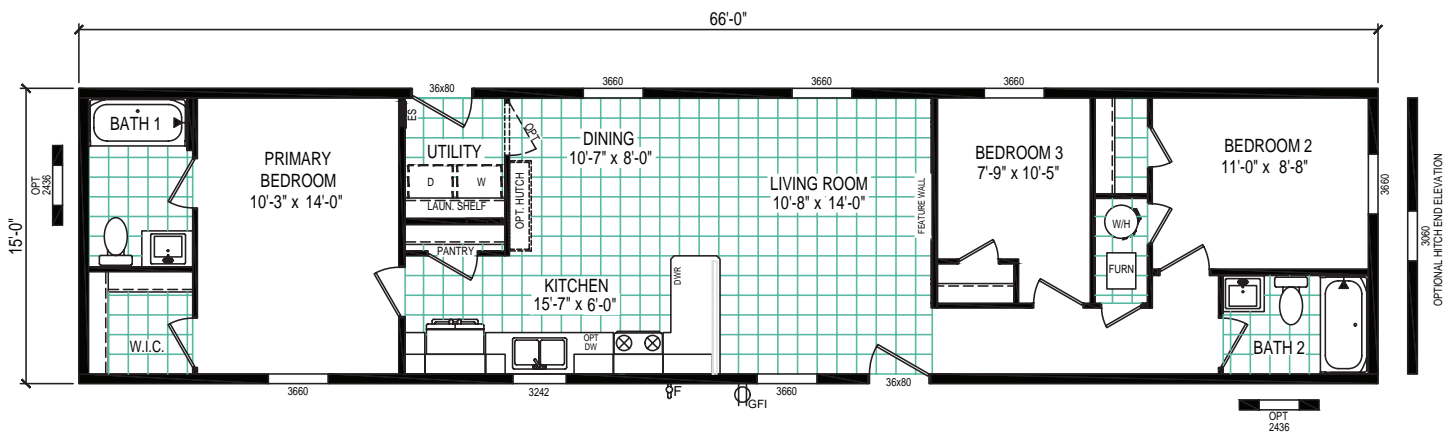 66'-0"
15'-0"
36x80
3660
3660
3660
BATH 1
PRIMARY
BEDROOM
10'-3" x 14'-0"
ES
UTILITY
D
W
LAUN. SHELF
PANTRY
OPT.
OPT. HUTCH
DINING
10'-7" x 8'-0"
LIVING ROOM
10'-8" x 14'-0"
FEATURE WALL
BEDROOM 3
7'-9" x 10'-5"
BEDROOM 2
11'-0" x 8'-8"
W/H
FURN
KITCHEN
15'-7" x 6'-0"
DWR
OPT
DW
W.I.C.
BATH 2
OPT
2436
3660
3060
OPTIONAL HITCH END ELEVATION
3660
3242
F
GFI
3660
36x80
OPT
2436